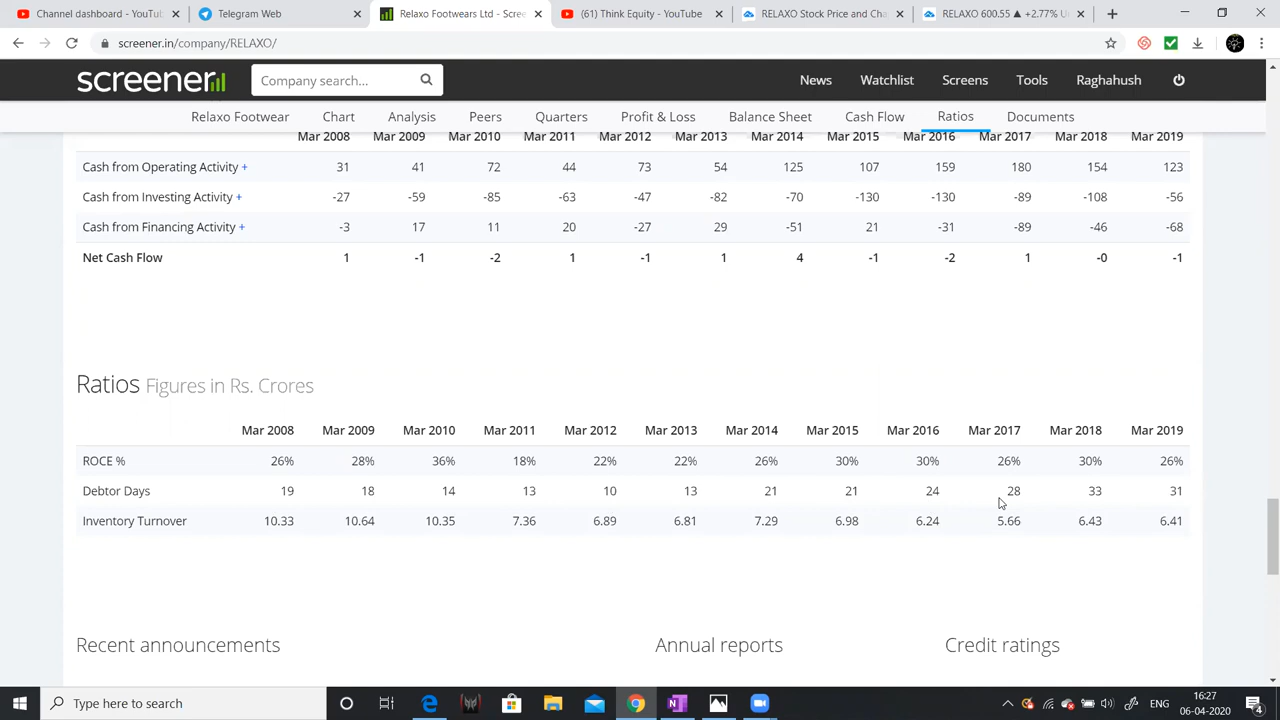 Channel dashboard - YouTu
Telegram Web
Relaxo Footwears Ltd - Scree
(61) Think Equity - YouTube
RELAXO Stock Price and Cha
RELAXO 600.55 ▲ +2.77% U
screener.in/company/RELAXO/
screener
Company search...
News Watchlist Screens Tools Raghahush
Relaxo Footwear Chart Analysis Peers Quarters Profit & Loss Balance Sheet Cash Flow Ratios Documents
Mar 2008 Mar 2009 Mar 2010 Mar 2011 Mar 2012 Mar 2013 Mar 2014 Mar 2015 Mar 2016 Mar 2017 Mar 2018 Mar 2019
Cash from Operating Activity + 31 41 72 44 73 54 125 107 159 180 154 123
Cash from Investing Activity + -27 -59 -85 -63 -47 -82 -70 -130 -130 -89 -108 -56
Cash from Financing Activity + -3 17 11 20 -27 29 -51 21 -31 -89 -46 -68
Net Cash Flow 1 -1 -2 1 -1 1 4 -1 -2 1 -0 -1
Ratios Figures in Rs. Crores
Mar 2008 Mar 2009 Mar 2010 Mar 2011 Mar 2012 Mar 2013 Mar 2014 Mar 2015 Mar 2016 Mar 2017 Mar 2018 Mar 2019
ROCE % 26% 28% 36% 18% 22% 22% 26% 30% 30% 26% 30% 26%
Debtor Days 19 18 14 13 10 13 21 21 24 28 33 31
Inventory Turnover 10.33 10.64 10.35 7.36 6.89 6.81 7.29 6.98 6.24 5.66 6.43 6.41
Recent announcements Annual reports Credit ratings
Type here to search
ENG
16:27
06-04-2020
4